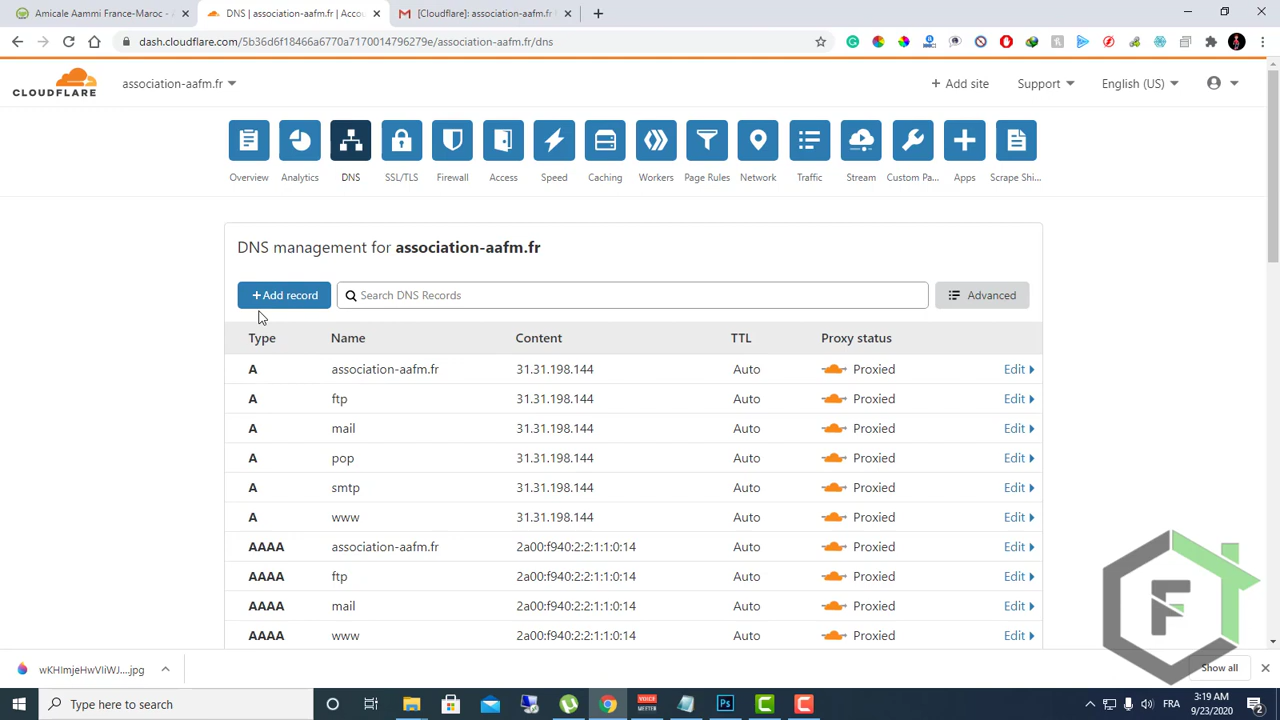 Amicale Aammi France-Maroc - A
DNS | association-aafm.fr | Accou
[Cloudflare]: association-aafm.fr
dash.cloudflare.com/5b36d6f18466a6770a7170014796279e/association-aafm.fr/dns
CLOUDFLARE
association-aafm.fr
+ Add site
Support
English (US)
Overview
Analytics
DNS
SSL/TLS
Firewall
Access
Speed
Caching
Workers
Page Rules
Network
Traffic
Stream
Custom Pa...
Apps
Scrape Shi...
DNS management for association-aafm.fr
+ Add record
Search DNS Records
Advanced
Type Name Content TTL Proxy status
A association-aafm.fr 31.31.198.144 Auto Proxied Edit
A ftp 31.31.198.144 Auto Proxied Edit
A mail 31.31.198.144 Auto Proxied Edit
A pop 31.31.198.144 Auto Proxied Edit
A smtp 31.31.198.144 Auto Proxied Edit
A www 31.31.198.144 Auto Proxied Edit
AAAA association-aafm.fr 2a00:f940:2:2:1:1:0:14 Auto Proxied Edit
AAAA ftp 2a00:f940:2:2:1:1:0:14 Auto Proxied Edit
AAAA mail 2a00:f940:2:2:1:1:0:14 Auto Proxied Edit
AAAA www 2a00:f940:2:2:1:1:0:14 Auto Proxied Edit
F
wKHImjeHwVIiWJ....jpg
Show all
Type here to search
VOICE MEETER
Ps
C
C
FRA
3:19 AM
9/23/2020
2